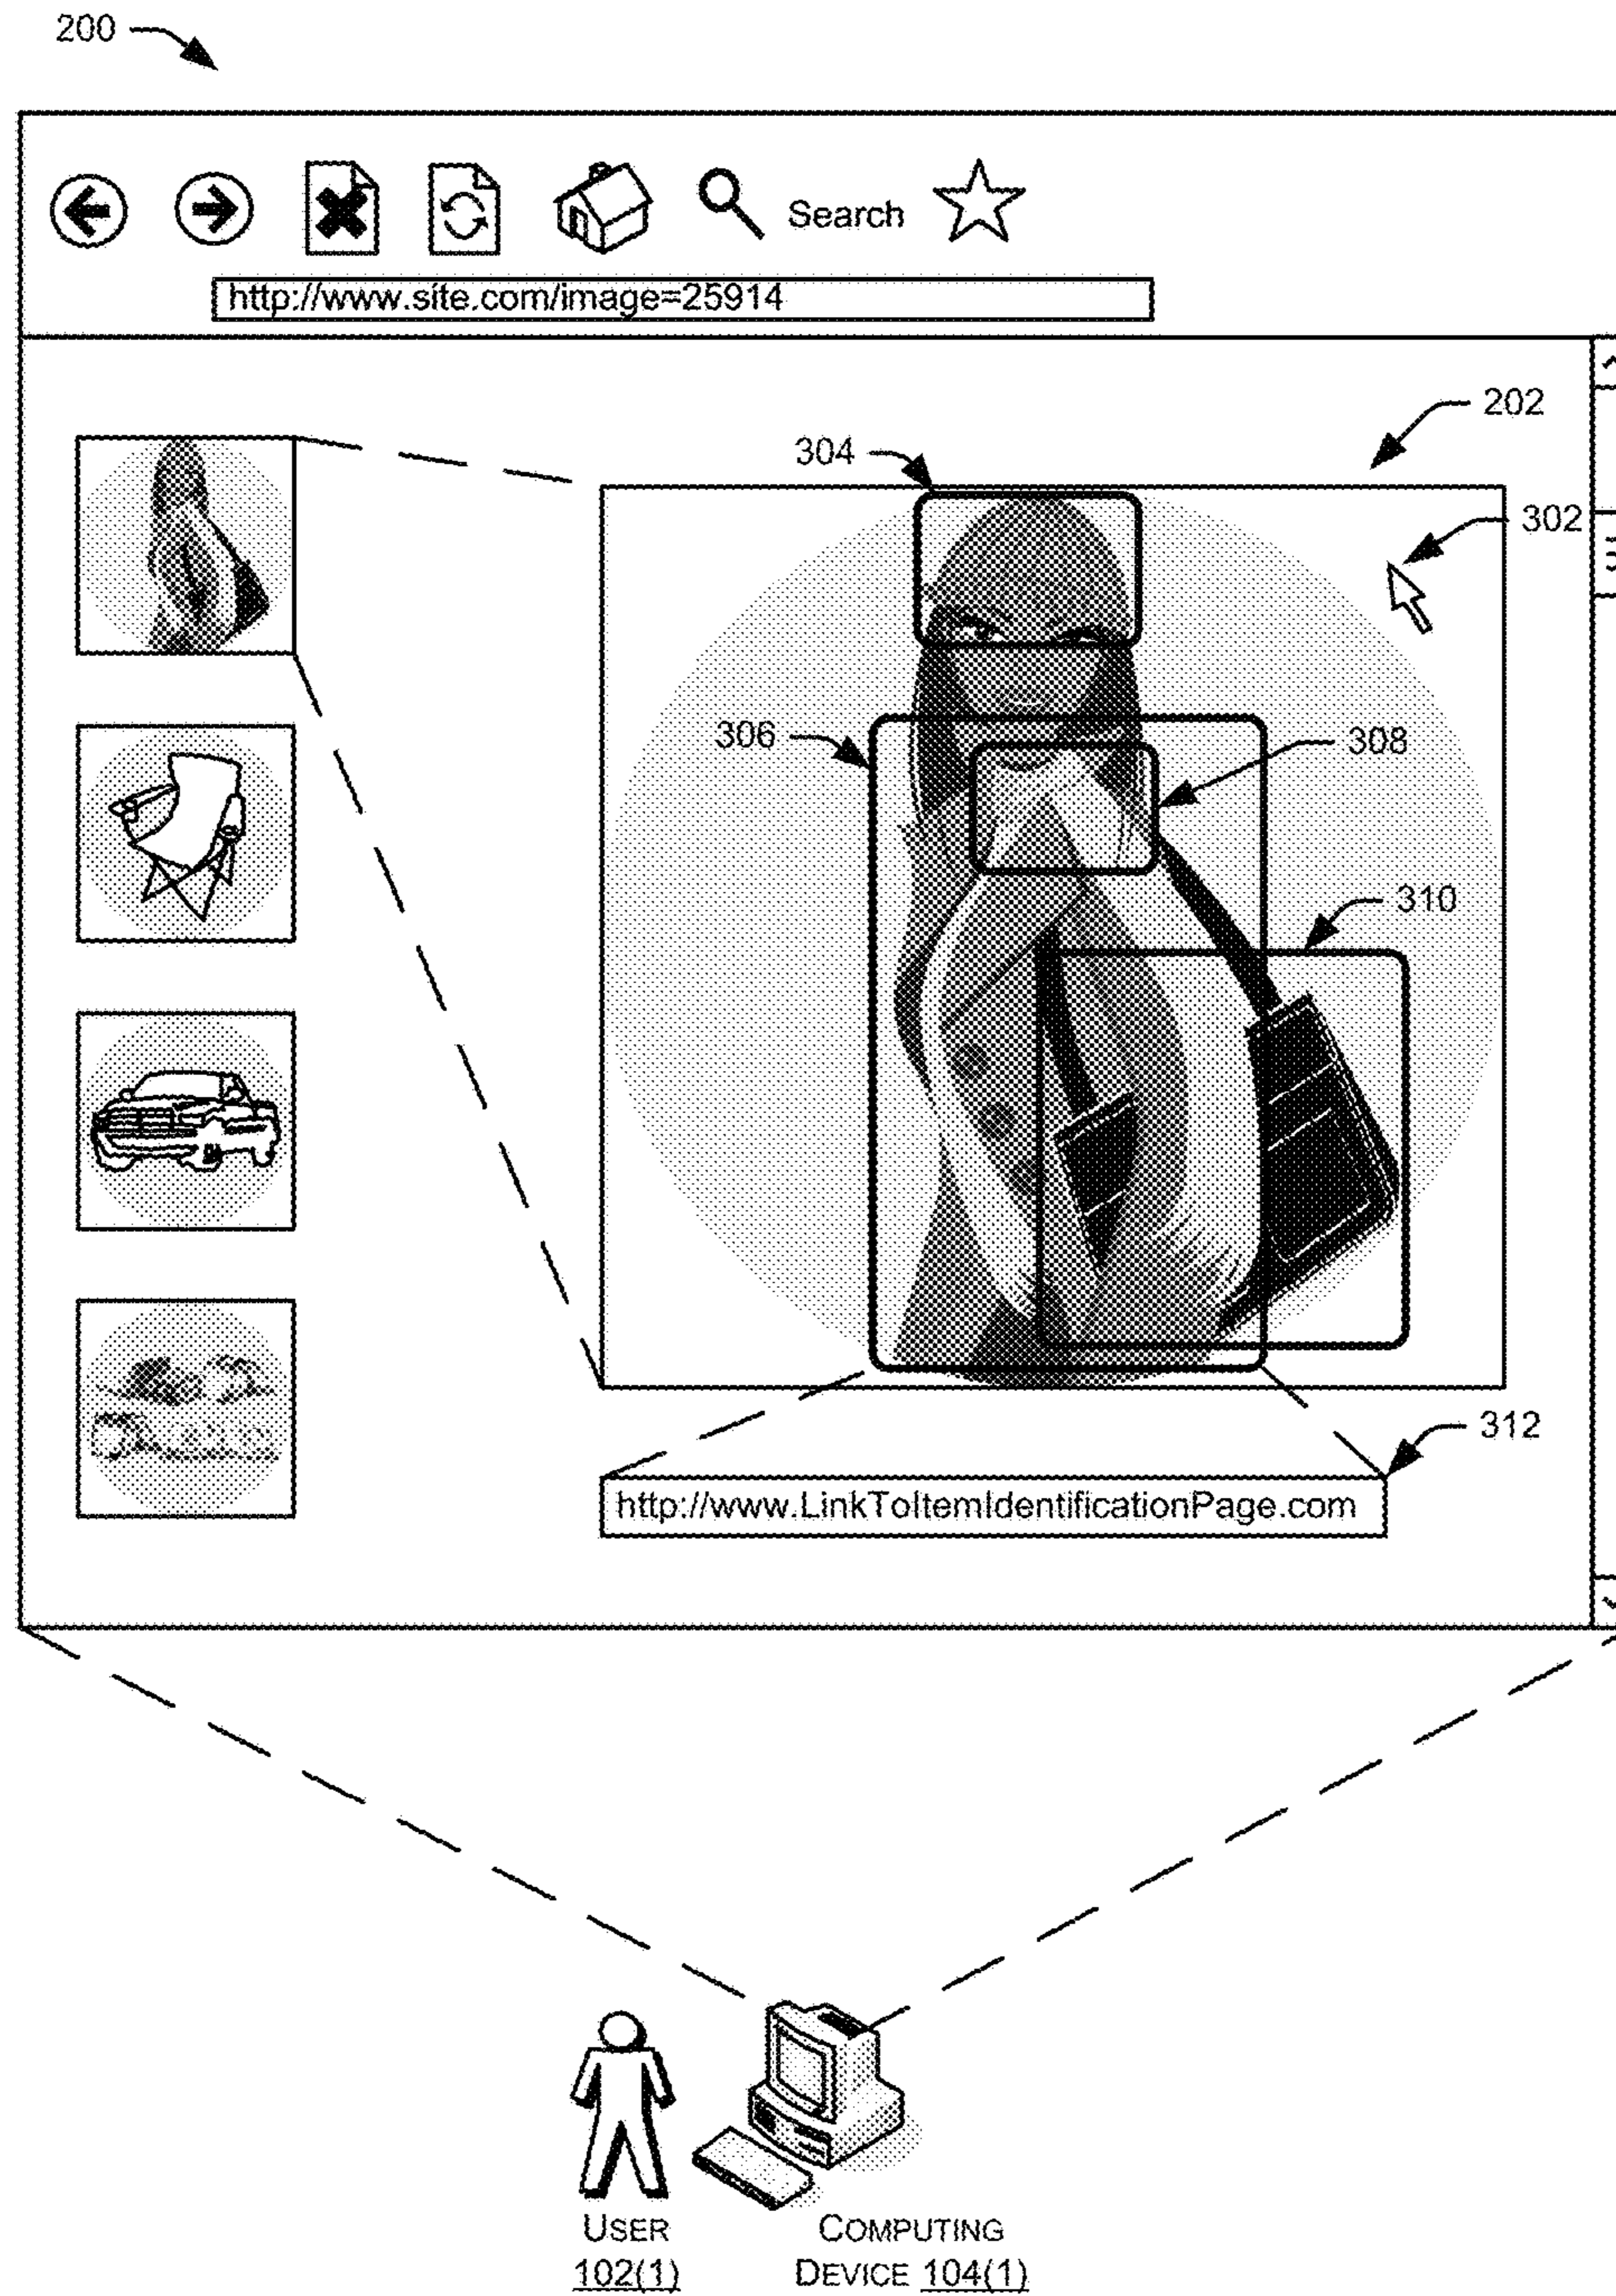 200
Search
http://www.site.com/image=25914
202
304
302
306
308
310
312
http://www.LinkToItemIdentificationPage.com
USER
102(1)
COMPUTING
DEVICE 104(1)